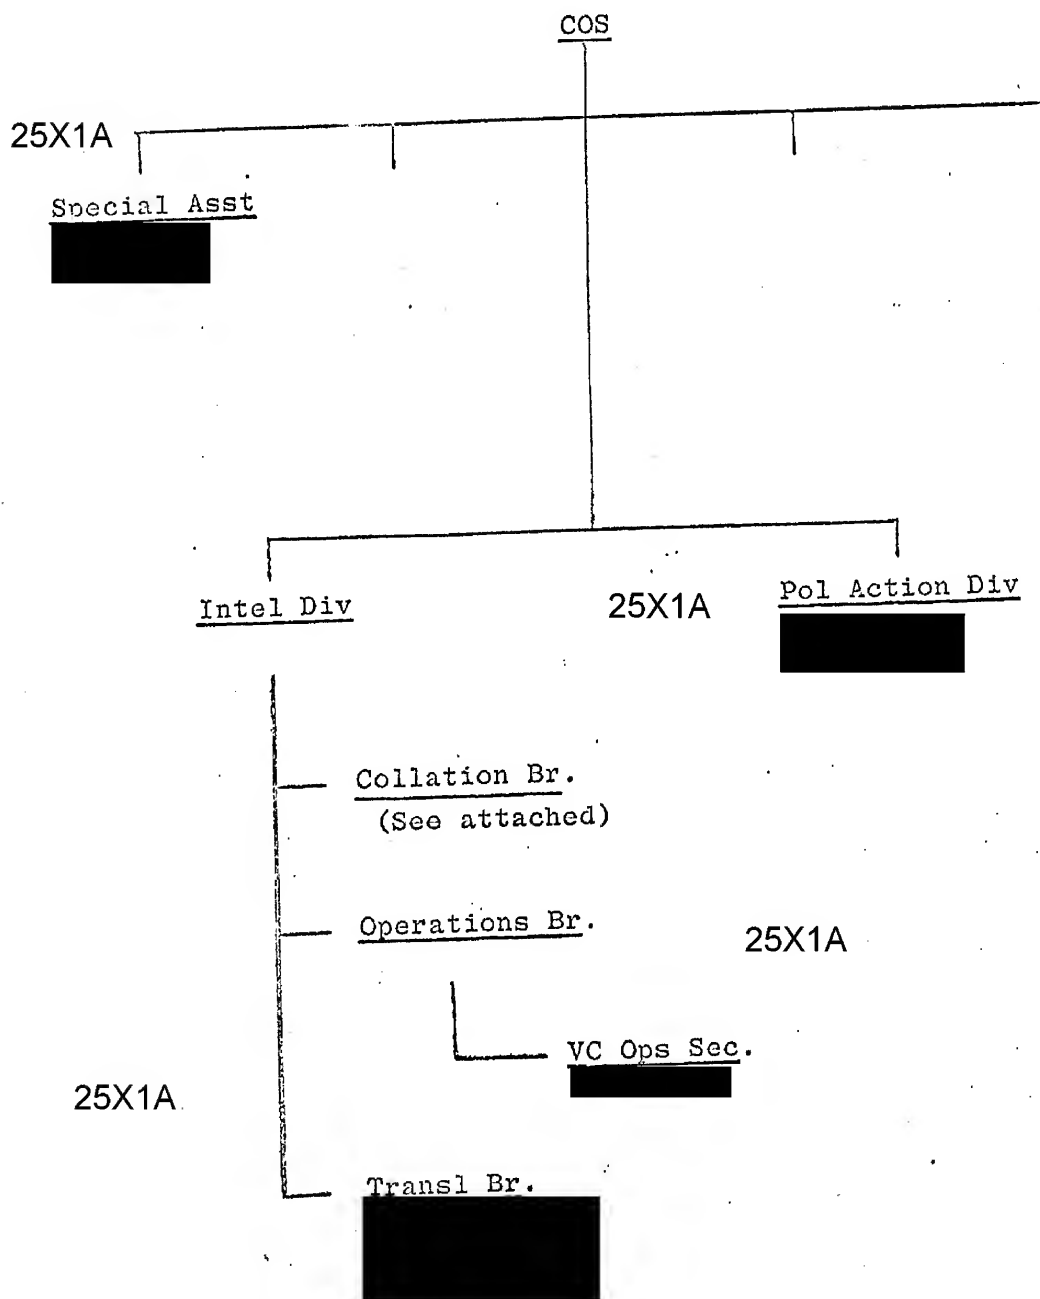 COS
25X1A
Special Asst
Intel Div
25X1A
Pol Action Div
Collation Br.
(See attached)
Operations Br.
25X1A
VC Ops Sec.
25X1A
Transl Br.